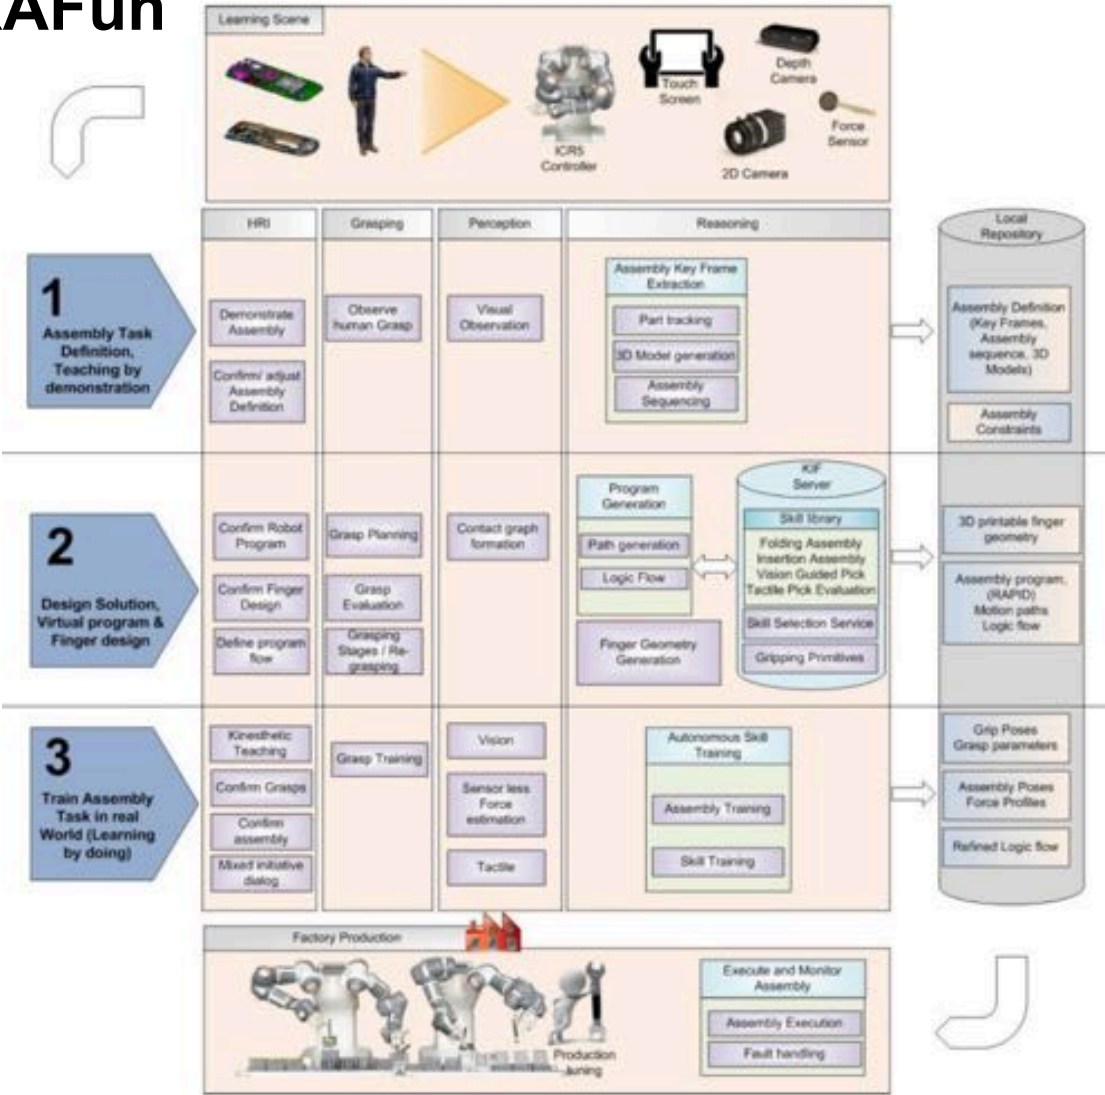 AFun
Learning Scene
ICR5
Controller
Touch
Screen
Depth
Camera
2D Camera
Force
Sensor
HRI
Grasping
Perception
Reasoning
Local
Repository
1
Assembly Task
Definition,
Teaching by
demonstration
Demonstrate
Assembly
Confirm/ adjust
Assembly
Definition
Observe
human Grasp
Visual
Observation
Assembly Key Frame
Extraction
Part tracking
3D Model generation
Assembly
Sequencing
Assembly Definition
(Key Frames,
Assembly
sequence, 3D
Models)
Assembly
Constraints
2
Design Solution,
Virtual program &
Finger design
Confirm Robot
Program
Confirm Finger
Design
Define program
flow
Grasp Planning
Grasp
Evaluation
Grasping
Stages / Re-
grasping
Contact graph
formation
Program
Generation
Path generation
Logic Flow
Finger Geometry
Generation
KIF
Server
Skill library
Folding Assembly
Insertion Assembly
Vision Guided Pick
Tactile Pick Evaluation
Skill Selection Service
Gripping Primitives
3D printable finger
geometry
Assembly program,
(RAPID)
Motion paths
Logic flow
3
Train Assembly
Task in real
World (Learning
by doing)
Kinesthetic
Teaching
Confirm Grasps
Confirm
assembly
Mixed initiative
dialog
Grasp Training
Vision
Sensor less
Force
estimation
Tactile
Autonomous Skill
Training
Assembly Training
Skill Training
Grip Poses
Grasp parameters
Assembly Poses
Force Profiles
Refined Logic flow
Factory Production
Production
tuning
Execute and Monitor
Assembly
Assembly Execution
Fault handling